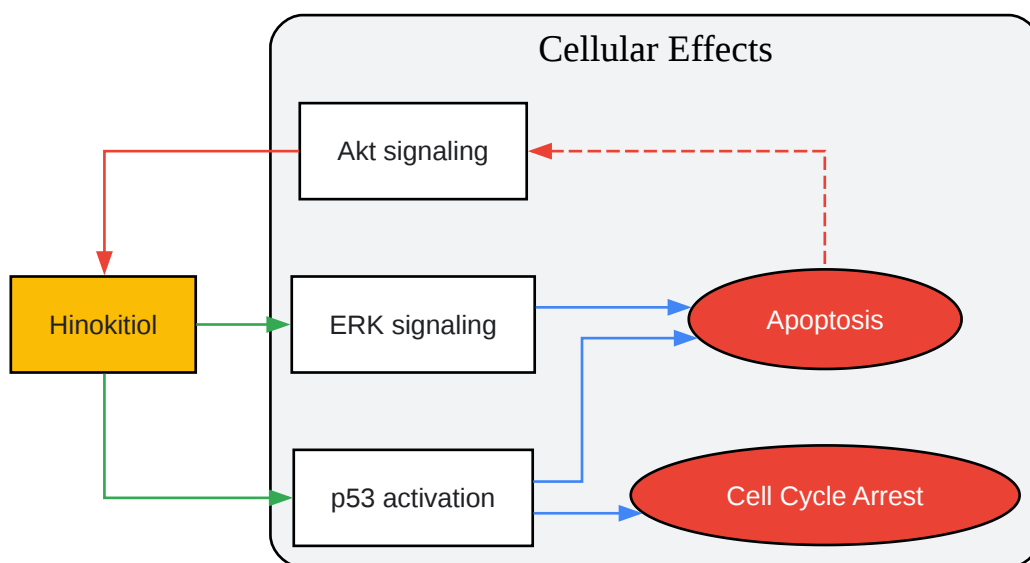 Cellular Effects
Akt signaling
Hinokitiol
ERK signaling
Apoptosis
p53 activation
Cell Cycle Arrest